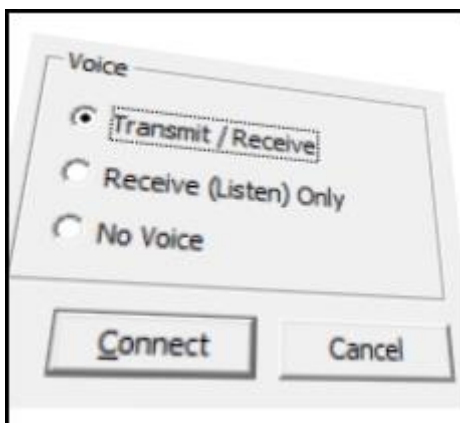 Voice
Transmit / Receive
Receive (Listen) Only
No Voice
Connect
Cancel